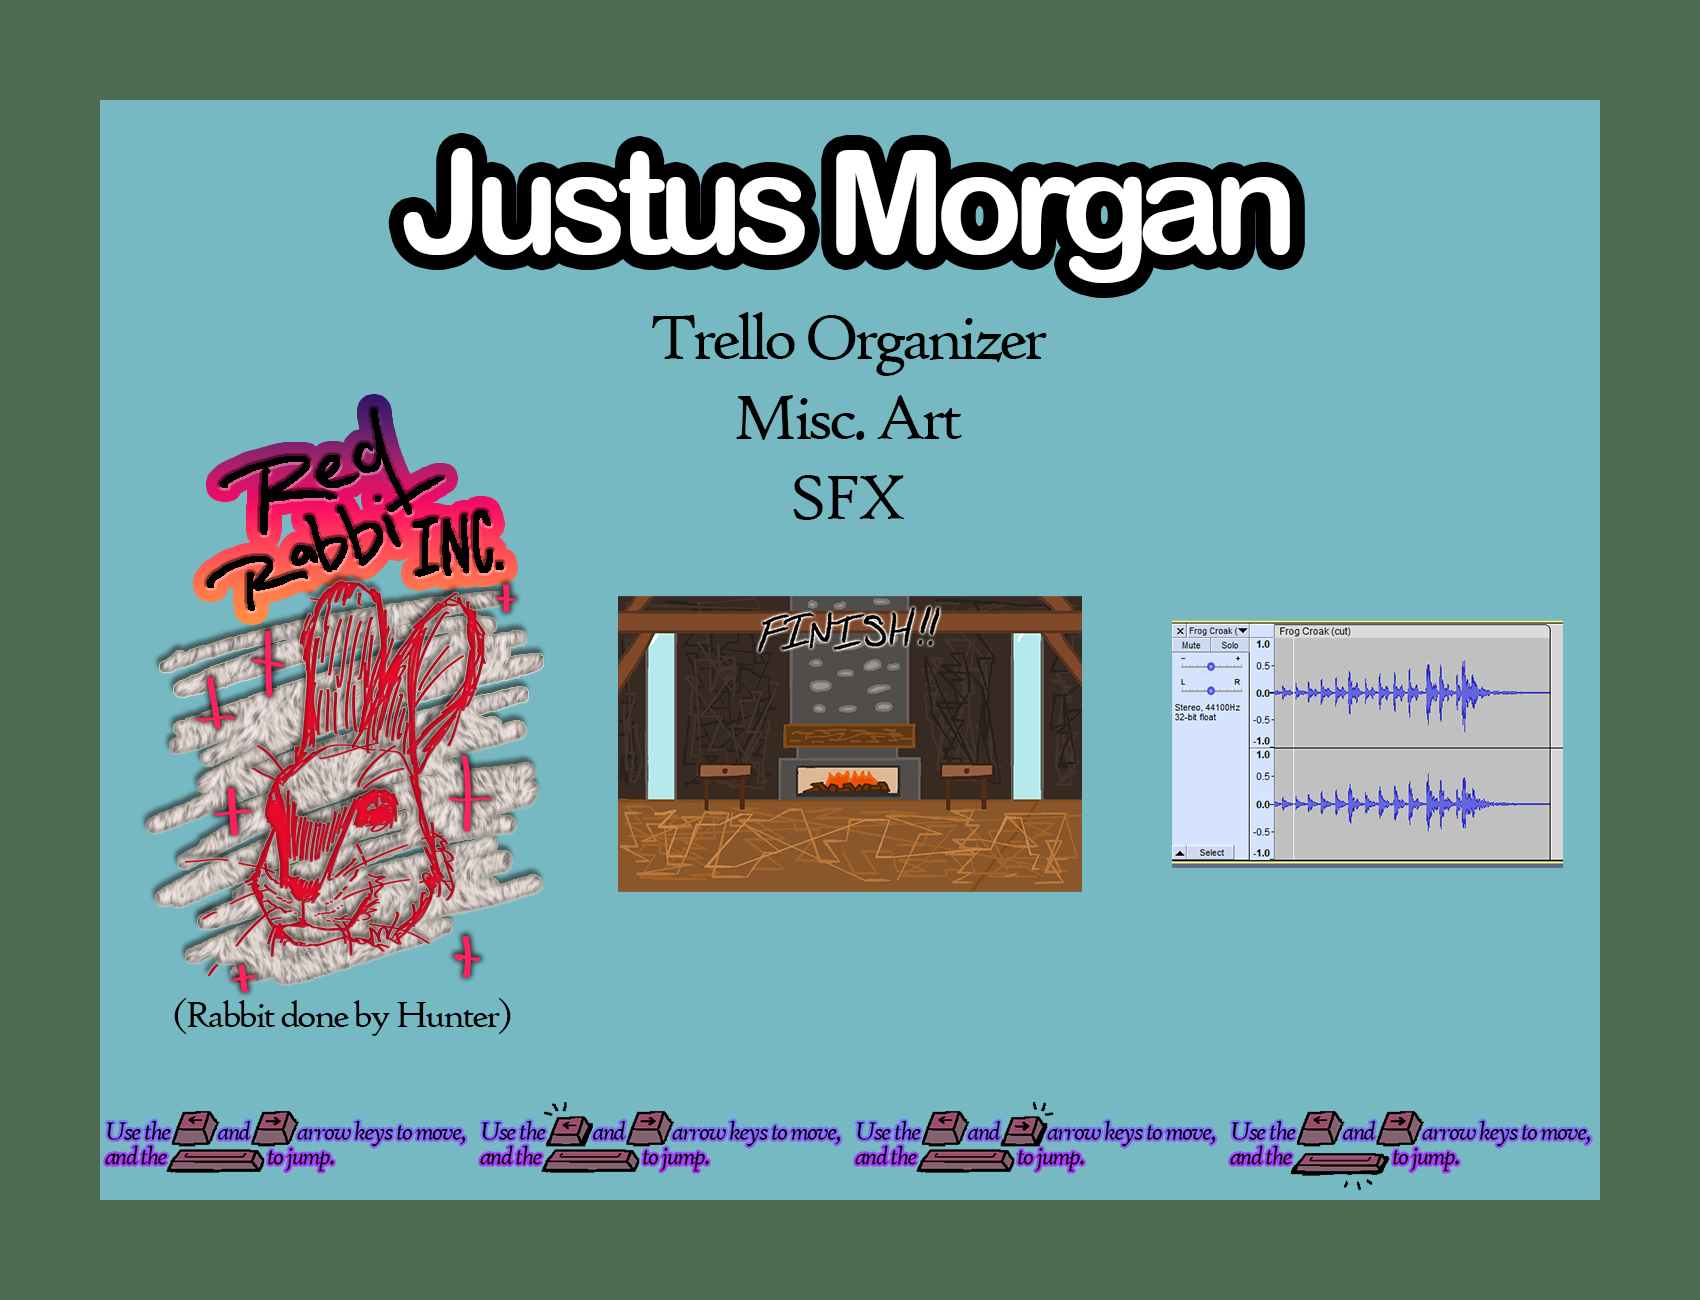 Justus Morgan
Trello Organizer
Misc. Art
SFX
Red
Rabbit INC.
(Rabbit done by Hunter)
FINISH!!
Frog Croak (
Mute Solo
- +
L R
Stereo, 44100Hz
32-bit float
Select
Frog Croak (cut)
1.0
0.5
0.0
-0.5
-1.0
1.0
0.5
0.0
-0.5
-1.0
Use the and arrow keys to move,
and the to jump.
Use the and arrow keys to move,
and the to jump.
Use the and arrow keys to move,
and the to jump.
Use the and arrow keys to move,
and the to jump.